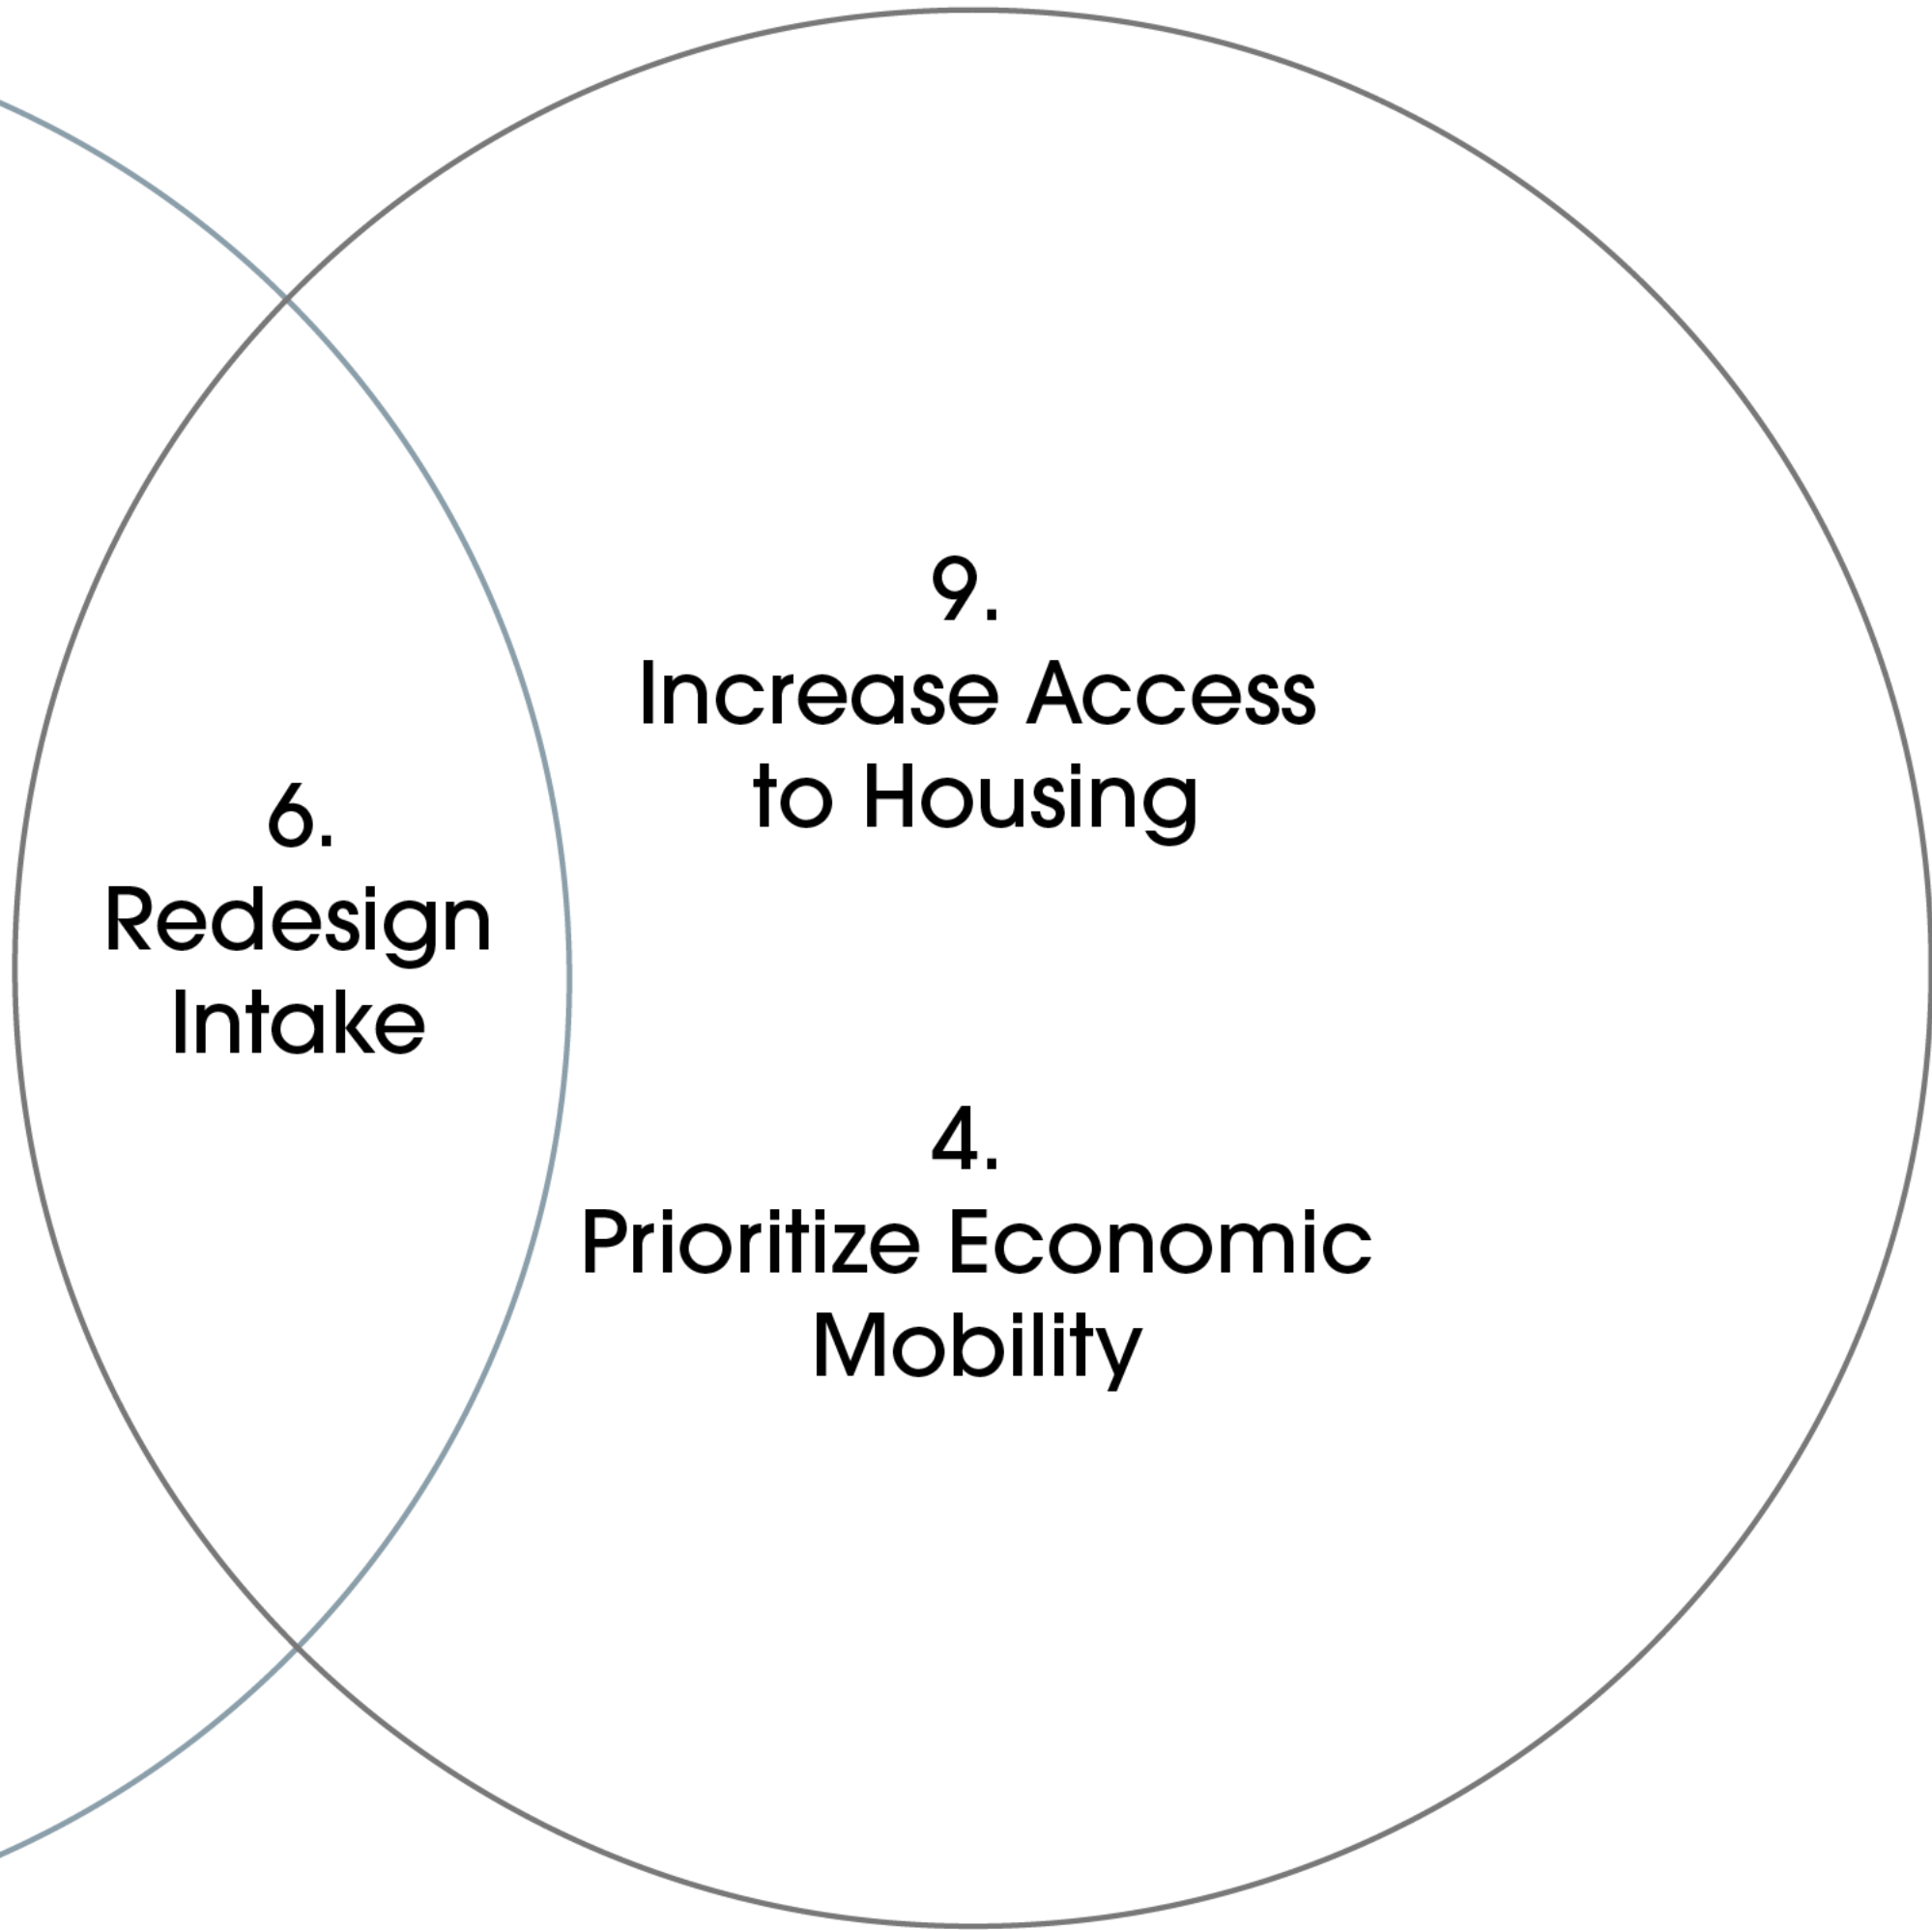 6.
Redesign
Intake
9.
Increase Access
to Housing
4.
Prioritize Economic
Mobility